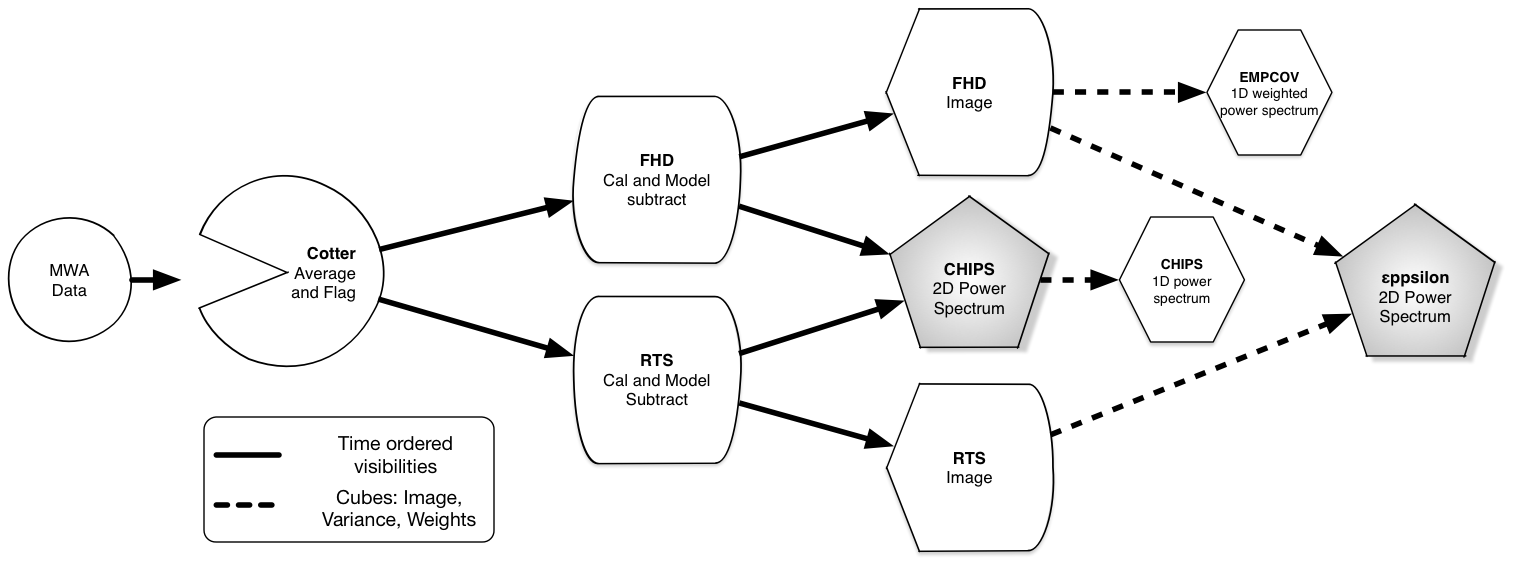 MWA
Data
Cotter
Average
and Flag
FHD
Cal and Model
subtract
RTS
Cal and Model
Subtract
FHD
Image
CHIPS
2D Power
Spectrum
RTS
Image
EMPCOV
1D weighted
power spectrum
CHIPS
1D power
spectrum
εppsilon
2D Power
Spectrum
Time ordered
visibilities
Cubes: Image,
Variance, Weights